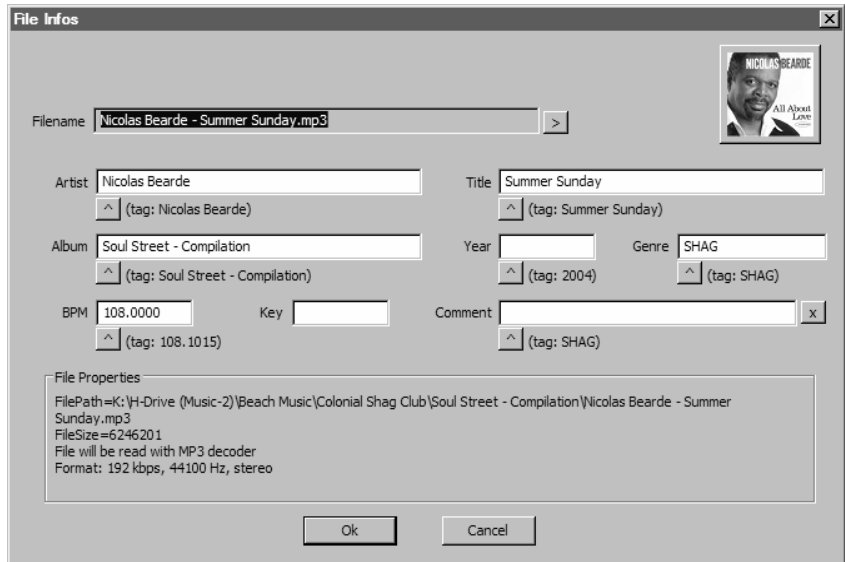 File Infos
NICOLAS BEARDE
All About
Love
Filename Nicolas Bearde - Summer Sunday.mp3 >
Artist Nicolas Bearde Title Summer Sunday
^ (tag: Nicolas Bearde) ^ (tag: Summer Sunday)
Album Soul Street - Compilation Year Genre SHAG
^ (tag: Soul Street - Compilation) ^ (tag: 2004) ^ (tag: SHAG)
BPM 108.0000 Key Comment x
^ (tag: 108.1015) ^ (tag: SHAG)
File Properties
FilePath=K:\H-Drive (Music-2)\Beach Music\Colonial Shag Club\Soul Street - Compilation\Nicolas Bearde - Summer
Sunday.mp3
FileSize=6246201
File will be read with MP3 decoder
Format: 192 kbps, 44100 Hz, stereo
Ok Cancel